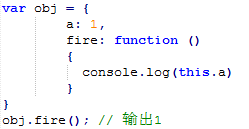 var obj = {
a: 1,
fire: function ()
{
console.log(this.a)
}
}
obj.fire(); // 输出1